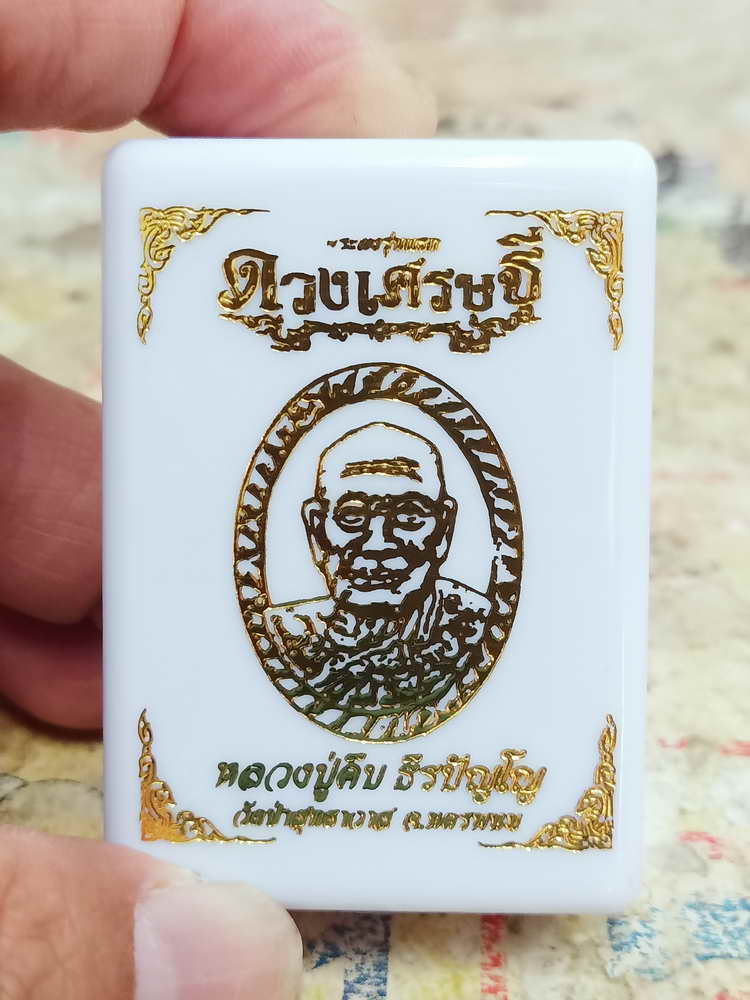 ดวงเศรษฐี
หลวงปู่คีบ ธีรปัญโญ
วัดป่าสุทธาวาส จ.นครพนม